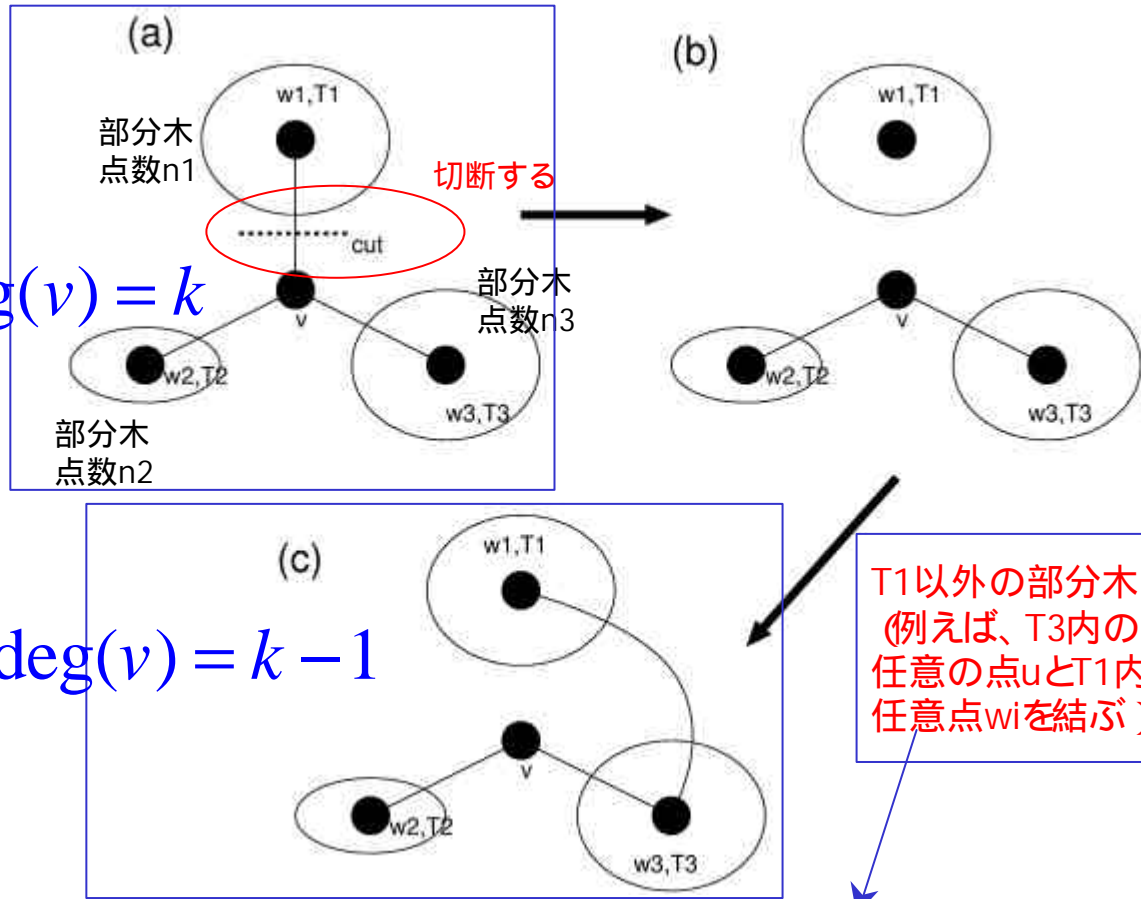 (a)
w1,T1
部分木
点数n1
切断する
cut
g(v) = k
v
部分木
点数n3
w2,T2
w3,T3
部分木
点数n2
(b)
w1,T1
v
w2,T2
w3,T3
(c)
w1,T1
deg(v) = k − 1
v
w2,T2
w3,T3
T1以外の部分木
(例えば、T3内の
任意の点uとT1内
任意点wiを結ぶ)